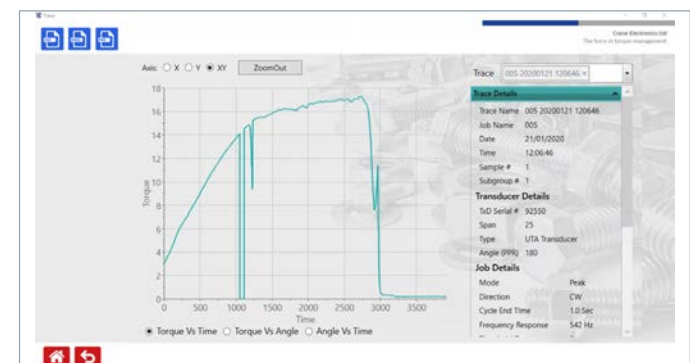 Trace
Crane Electronics Ltd
The force in torque management
Axis: X Y XY ZoomOut
Trace 005 20200121 120646
Trace Details
Trace Name 005 20200121 120646
Job Name 005
Date 21/01/2020
Time 12:06:46
Sample # 1
Subgroup # 1
Transducer Details
TxD Serial # 92550
Span 25
Type UTA Transducer
Angle (PPR) 180
Job Details
Mode Peak
Direction CW
Cycle End Time 1.0 Sec
Frequency Response 542 Hz
18
16
14
12
10
8
6
4
2
0
Torque
0 500 1000 1500 2000 2500 3000 3500
Time
Torque Vs Time Torque Vs Angle Angle Vs Time